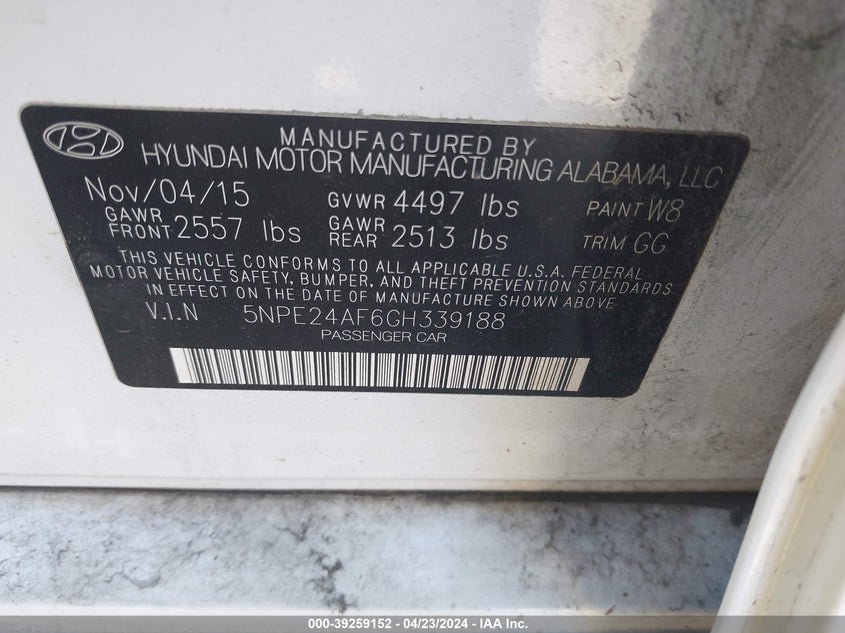 MANUFACTURED BY
HYUNDAI MOTOR MANUFACTURING ALABAMA, LLC
Nov/04/15 GVWR 4497 lbs PAINT W8
GAWR FRONT 2557 lbs GAWR REAR 2513 lbs TRIM GG
THIS VEHICLE CONFORMS TO ALL APPLICABLE U.S.A. FEDERAL
MOTOR VEHICLE SAFETY, BUMPER, AND THEFT PREVENTION STANDARDS
IN EFFECT ON THE DATE OF MANUFACTURE SHOWN ABOVE.
V.I.N 5NPE24AF6GH339188
PASSENGER CAR
000-39259152 - 04/23/2024 - IAA Inc.